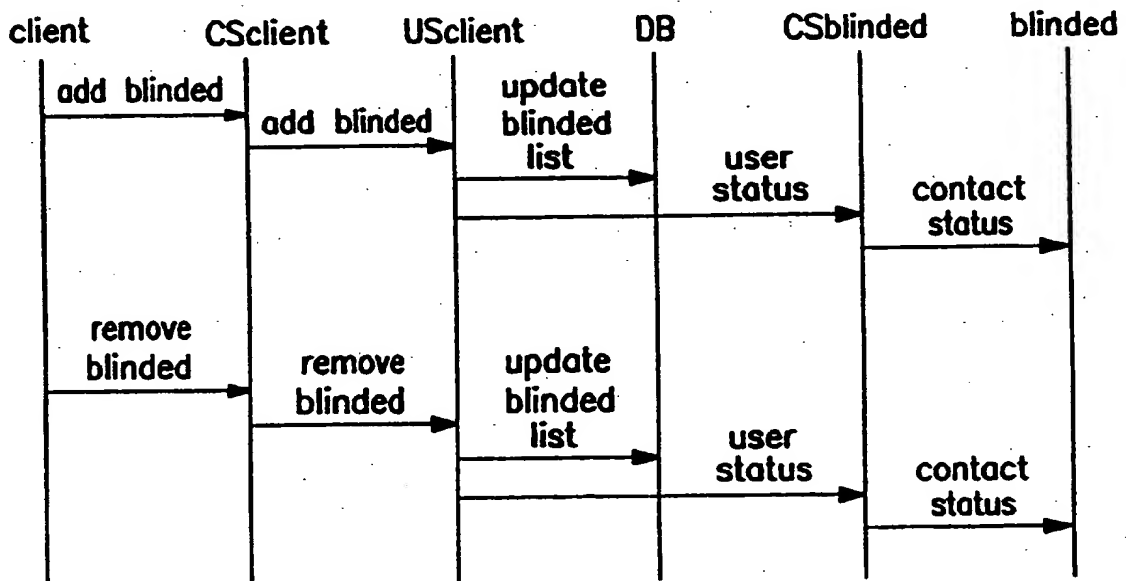 client CSclient USclient DB CSblinded blinded
add blinded
add blinded
update
blinded
list
user
status
contact
status
remove
blinded
remove
blinded
update
blinded
list
user
status
contact
status